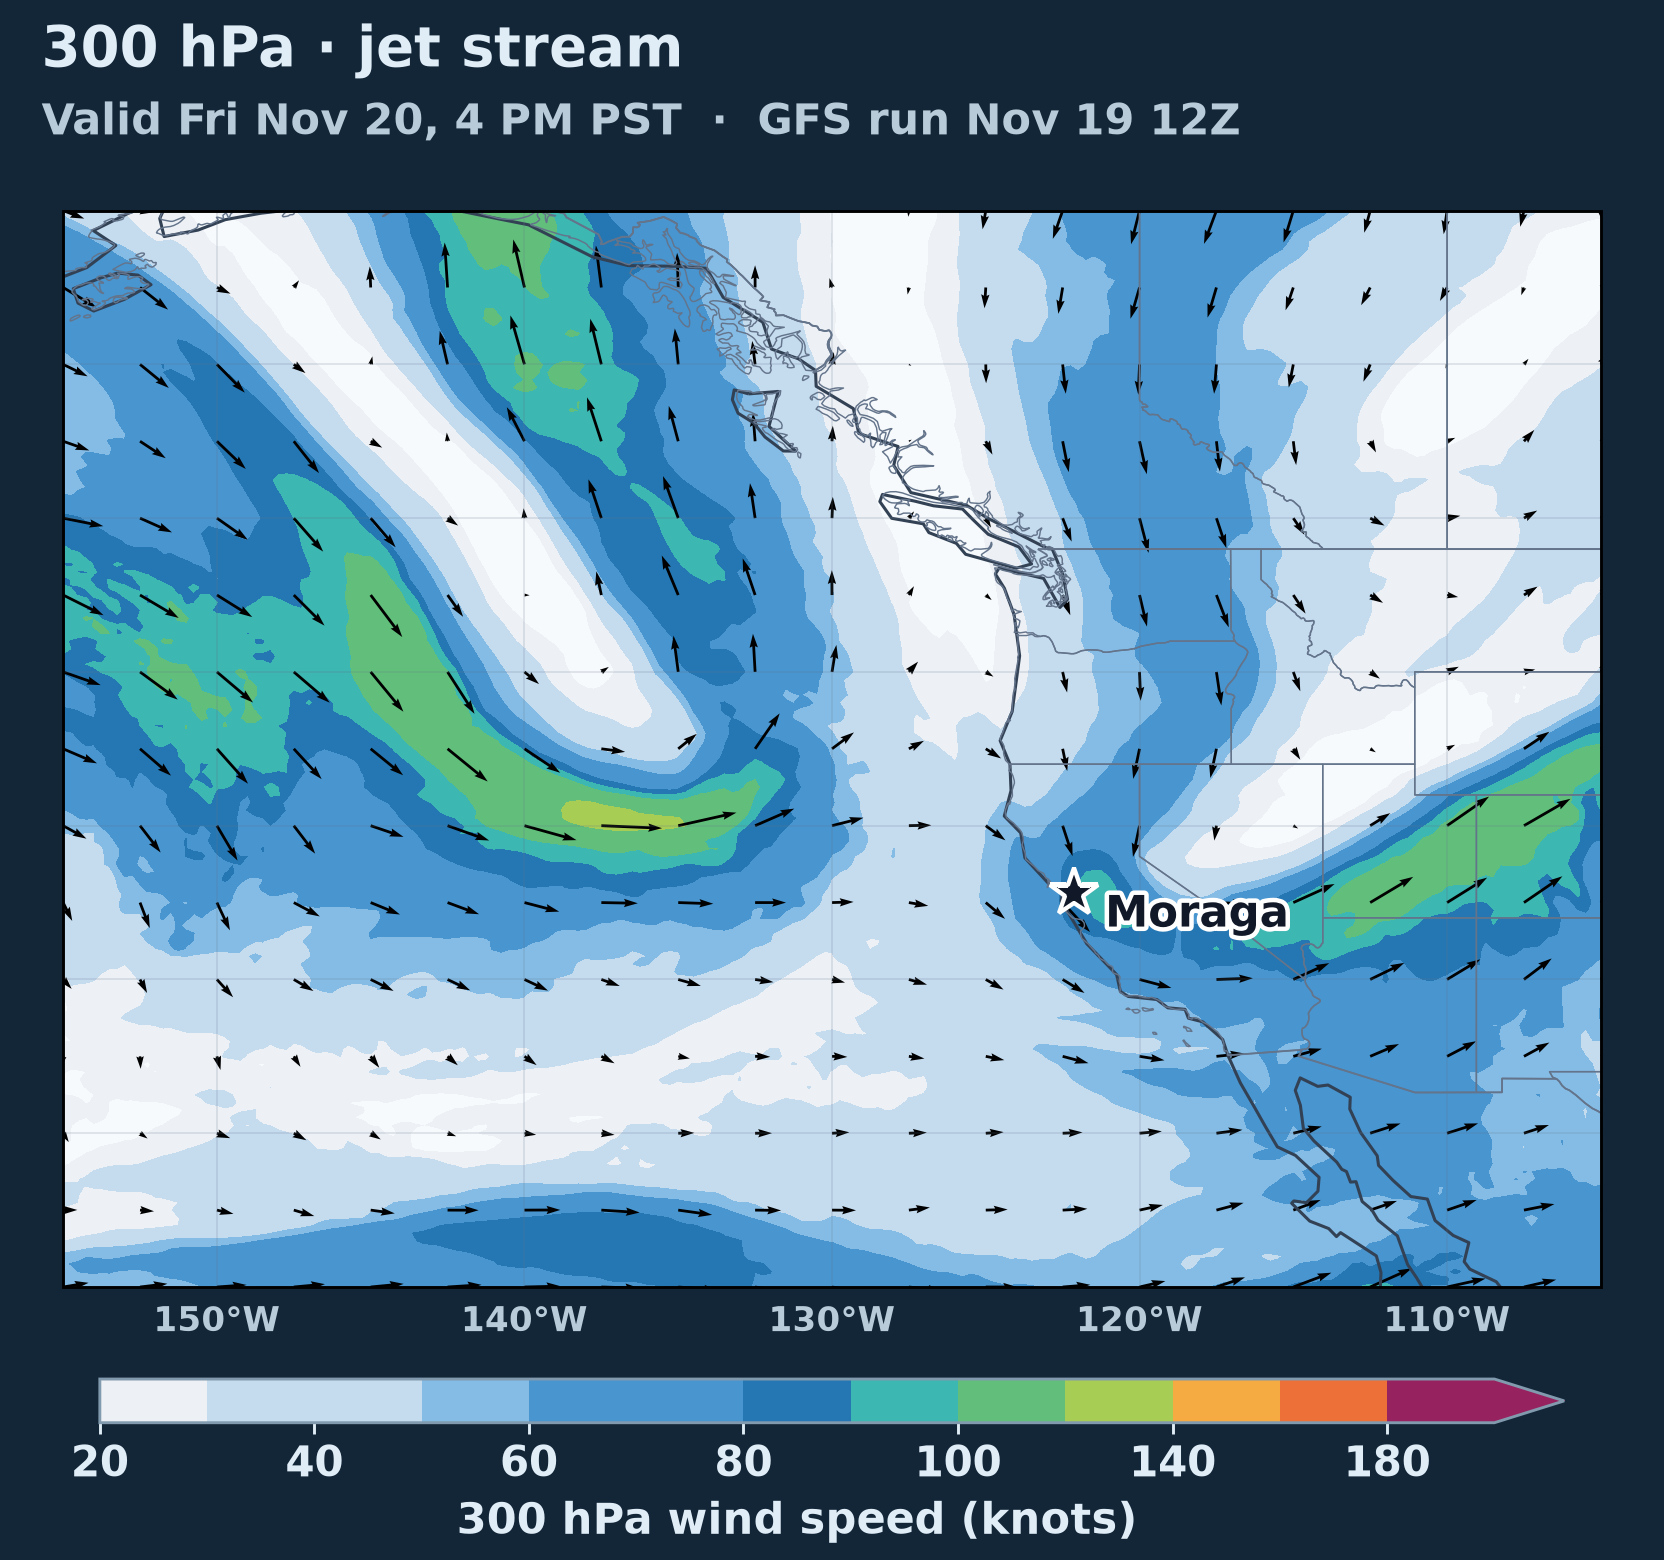 300 hPa · jet stream
Valid Fri Nov 20, 4 PM PST · GFS run Nov 19 12Z
Moraga
150°W 140°W 130°W 120°W 110°W
20 40 60 80 100 140 180
300 hPa wind speed (knots)